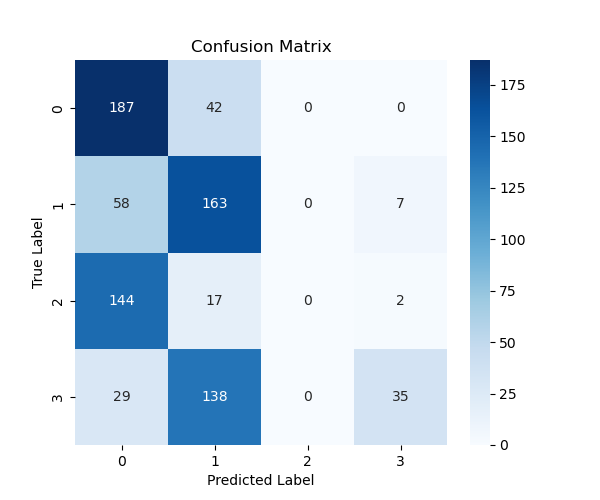 Confusion Matrix
True Label
0 187 42 0 0
1 58 163 0 7
2 144 17 0 2
3 29 138 0 35
0 1 2 3
Predicted Label
175
150
125
100
75
50
25
0